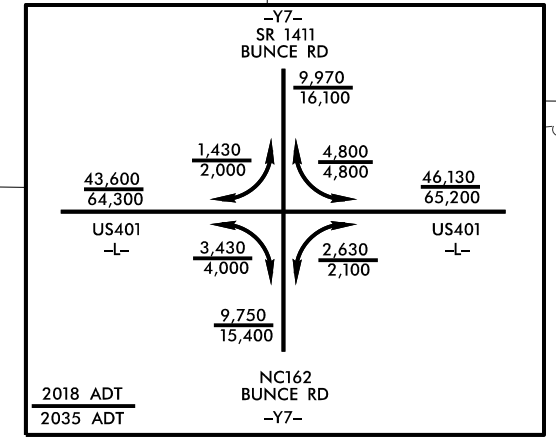 –Y7–
SR 1411
BUNCE RD
9,970
16,100
1,430
2,000
4,800
4,800
43,600
64,300
46,130
65,200
US401
–L–
US401
–L–
3,430
4,000
2,630
2,100
9,750
15,400
NC162
BUNCE RD
–Y7–
2018 ADT
2035 ADT